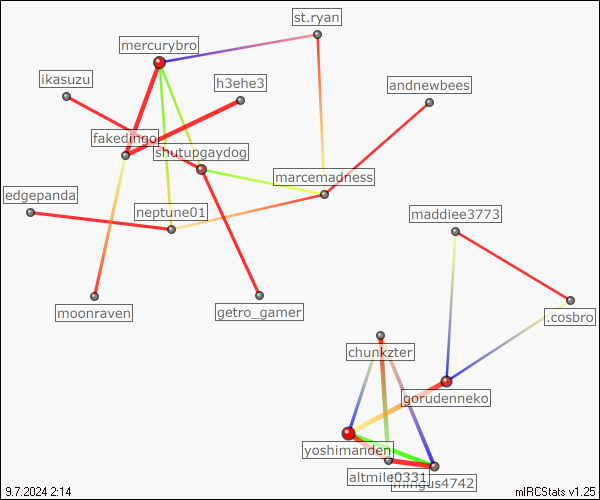 st.ryan
mercurybro
ikasuzu
h3ehe3
andnewbees
fakedingo
shutupgaydog
marcemadness
edgepanda
neptune01
maddiee3773
moonraven
getro_gamer
.cosbro
chunkzter
gorudenneko
yoshimanden
altmile0331
mingus4742
9.7.2024 2:14
mIRCStats v1.25